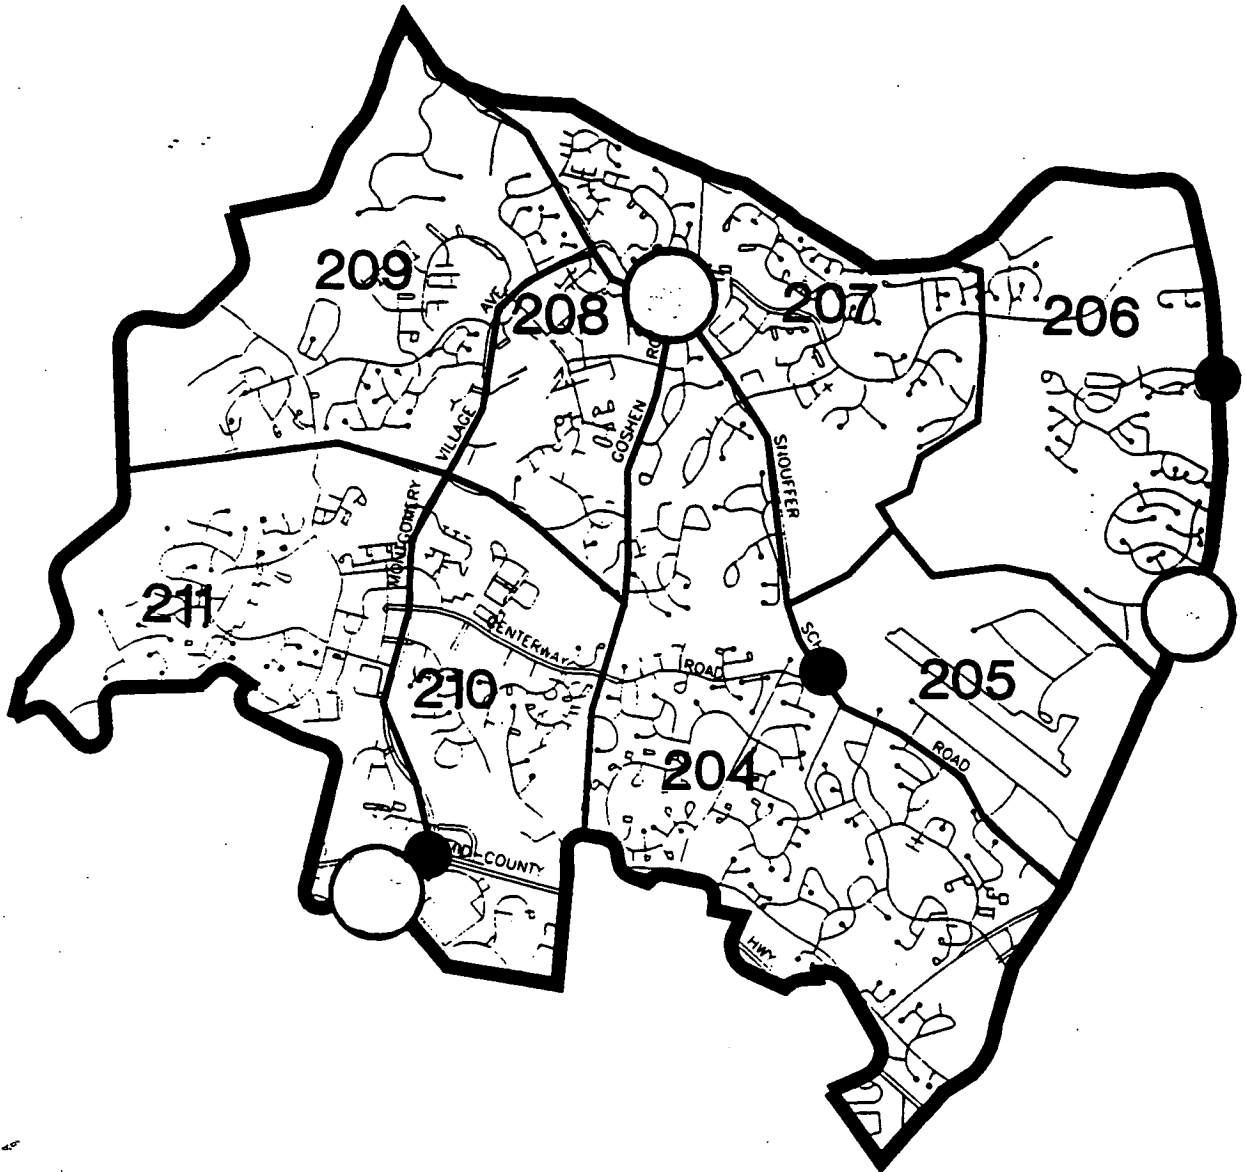 209
AVE
208
207
206
RO
VILLAGE
GOSHEN
SNOUFFER
MONTGOMERY
211
CENTERWAY
SCH
ROAD
205
210
204
ROAD
MID-COUNTY
HWY